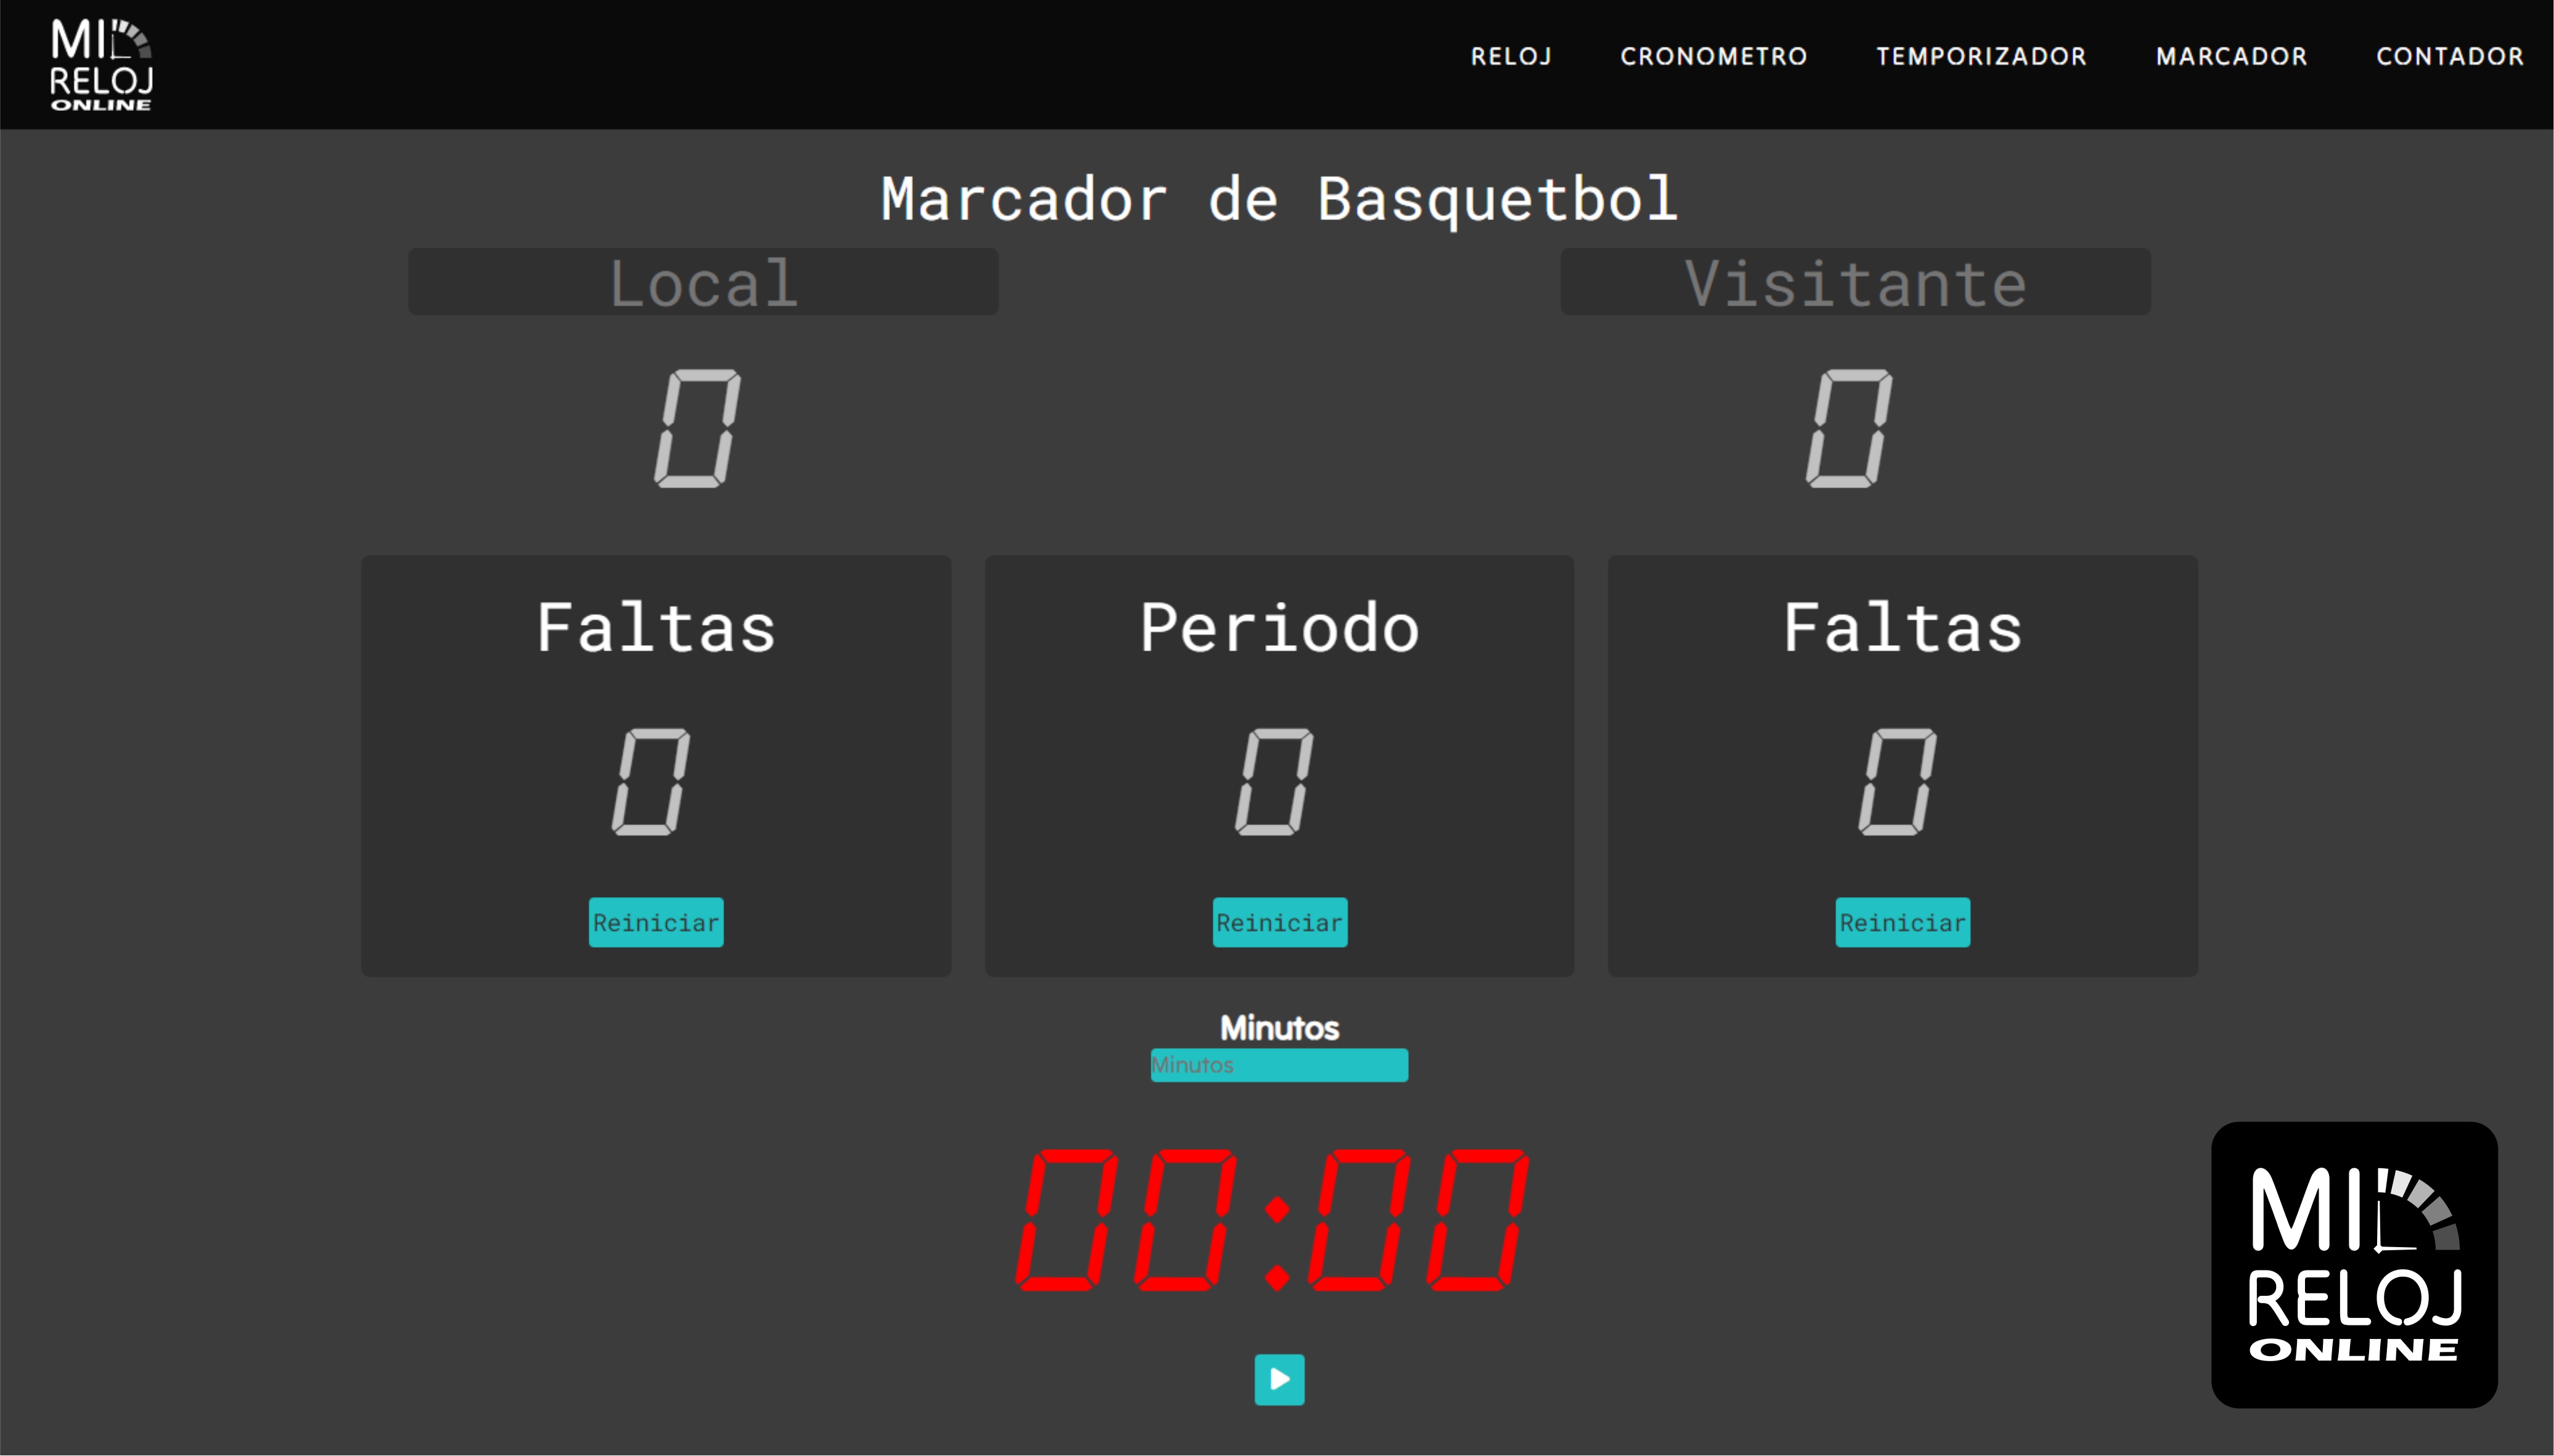 MI
RELOJ
ONLINE
RELOJ CRONOMETRO TEMPORIZADOR MARCADOR CONTADOR
Marcador de Basquetbol
Local Visitante
0 0
Faltas Periodo Faltas
0 0 0
Reiniciar Reiniciar Reiniciar
Minutos
Minutos
00:00
MI
RELOJ
ONLINE